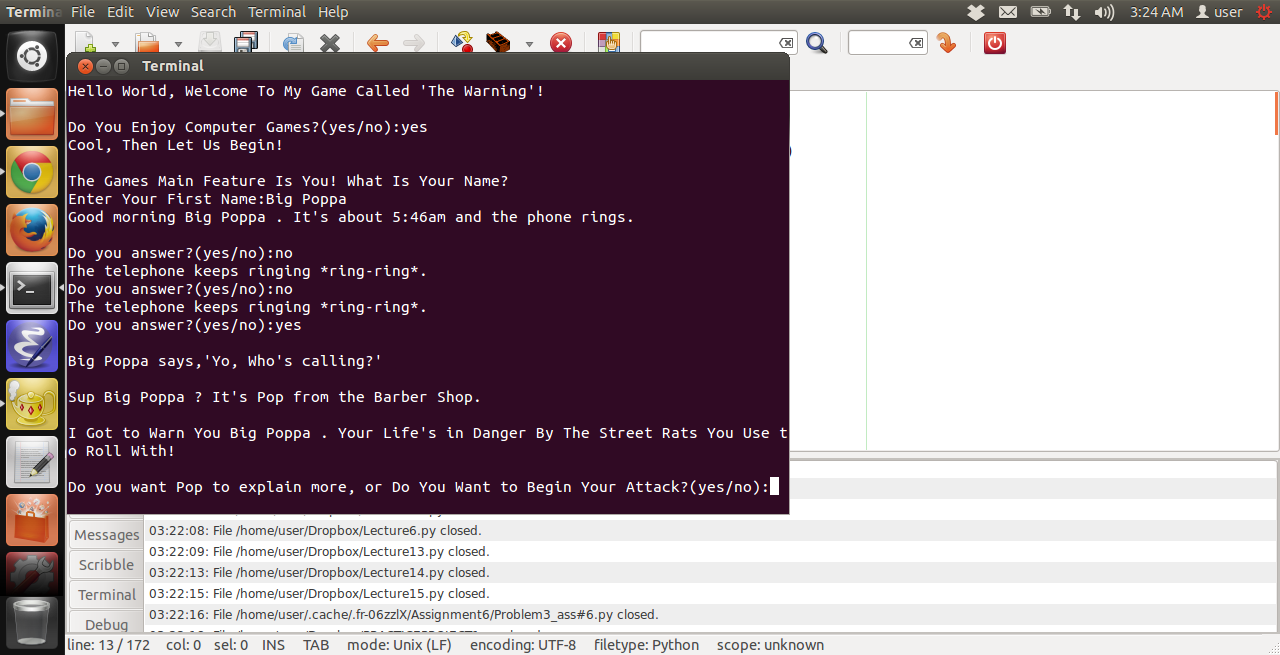 Termina File Edit View Search Terminal Help 3:24 AM user
Terminal
Hello World, Welcome To My Game Called 'The Warning'!
Do You Enjoy Computer Games?(yes/no):yes
Cool, Then Let Us Begin!
The Games Main Feature Is You! What Is Your Name?
Enter Your First Name:Big Poppa
Good morning Big Poppa . It's about 5:46am and the phone rings.
Do you answer?(yes/no):no
The telephone keeps ringing *ring-ring*.
Do you answer?(yes/no):no
The telephone keeps ringing *ring-ring*.
Do you answer?(yes/no):yes
Big Poppa says,'Yo, Who's calling?'
Sup Big Poppa ? It's Pop from the Barber Shop.
I Got to Warn You Big Poppa . Your Life's in Danger By The Street Rats You Use t
o Roll With!
Do you want Pop to explain more, or Do You Want to Begin Your Attack?(yes/no):
Messages
Scribble
Terminal
Debug
03:22:08: File /home/user/Dropbox/Lecture6.py closed.
03:22:09: File /home/user/Dropbox/Lecture13.py closed.
03:22:13: File /home/user/Dropbox/Lecture14.py closed.
03:22:15: File /home/user/Dropbox/Lecture15.py closed.
03:22:16: File /home/user/.cache/.fr-06zzlX/Assignment6/Problem3_ass#6.py closed.
line: 13 / 172 col: 0 sel: 0 INS TAB mode: Unix (LF) encoding: UTF-8 filetype: Python scope: unknown